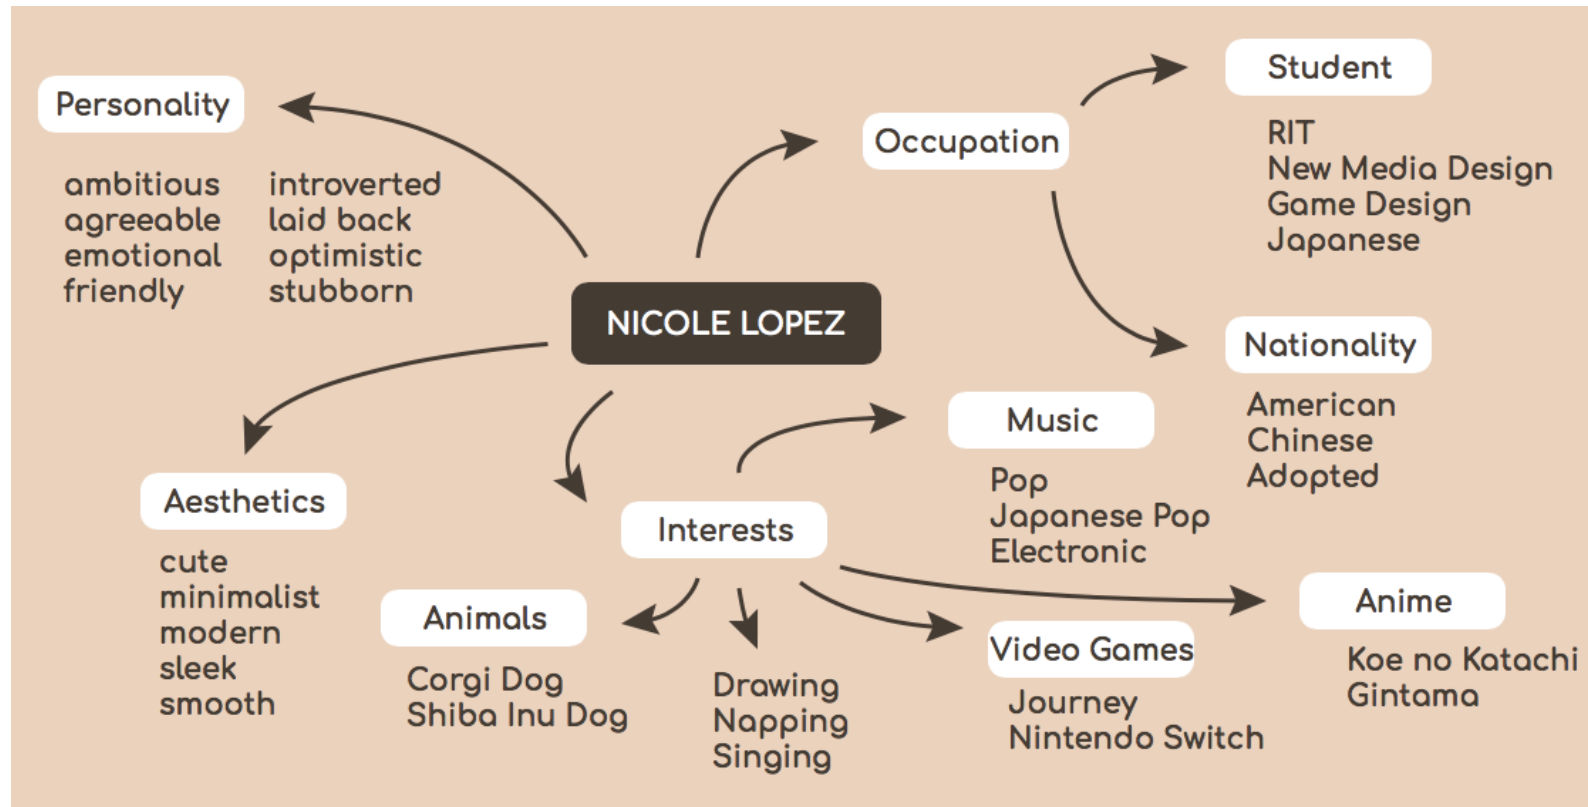 NICOLE LOPEZ
Personality
ambitious
agreeable
emotional
friendly
introverted
laid back
optimistic
stubborn
Occupation
Student
RIT
New Media Design
Game Design
Japanese
Nationality
American
Chinese
Adopted
Aesthetics
cute
minimalist
modern
sleek
smooth
Interests
Music
Pop
Japanese Pop
Electronic
Animals
Corgi Dog
Shiba Inu Dog
Drawing
Napping
Singing
Video Games
Journey
Nintendo Switch
Anime
Koe no Katachi
Gintama